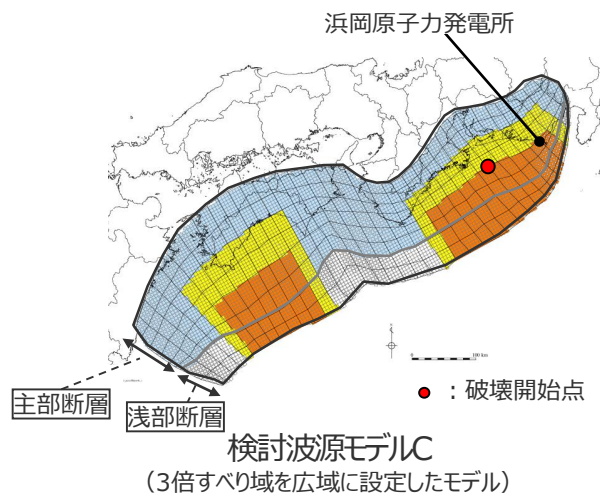 浜岡原子力発電所
100 km
主部断層
浅部断層
：破壊開始点
検討波源モデルC
（3倍すべり域を広域に設定したモデル）